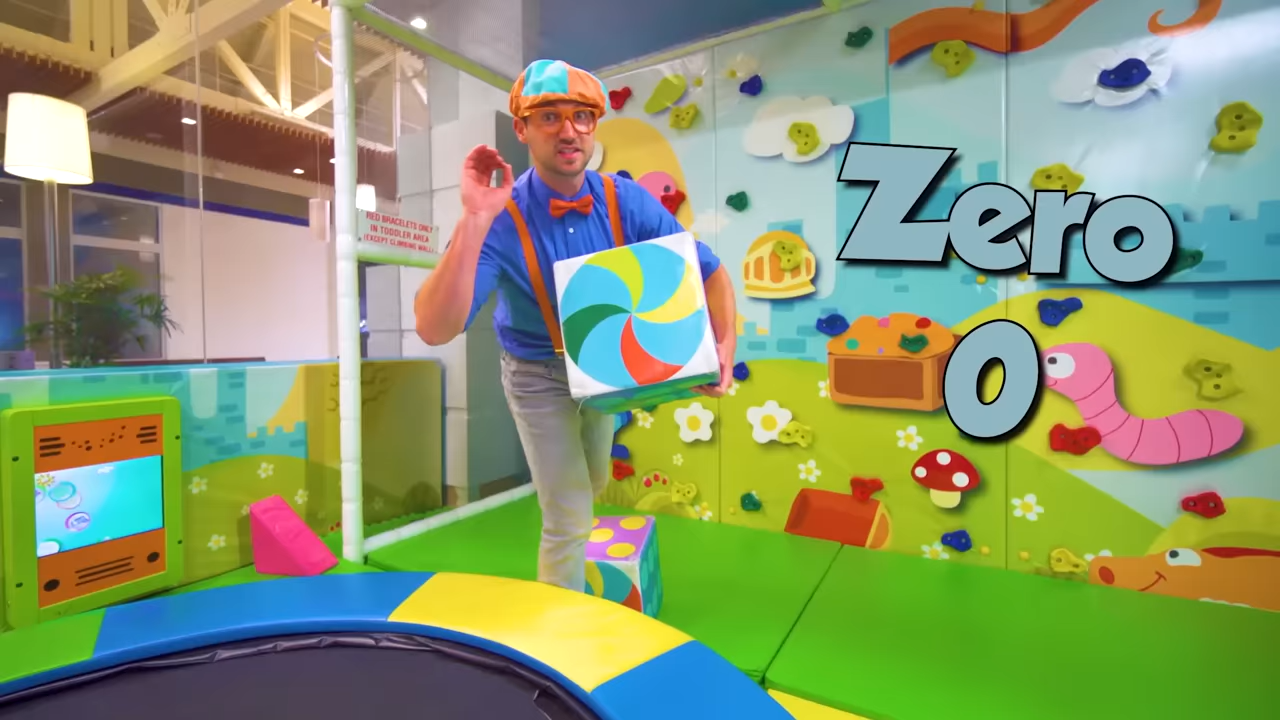 RED BRACELETS ONLY
IN TODDLER AREA
(EXCEPT CLIMBING WALL)
Zero
0